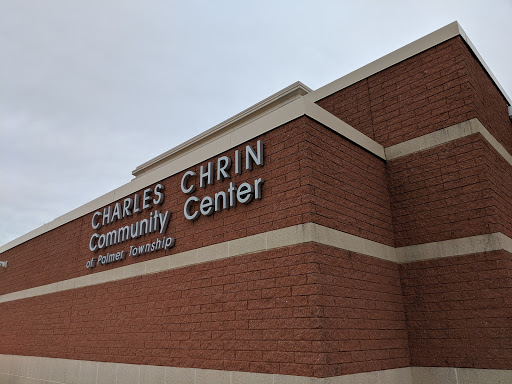 CHARLES CHRIN
Community Center
of Palmer Township